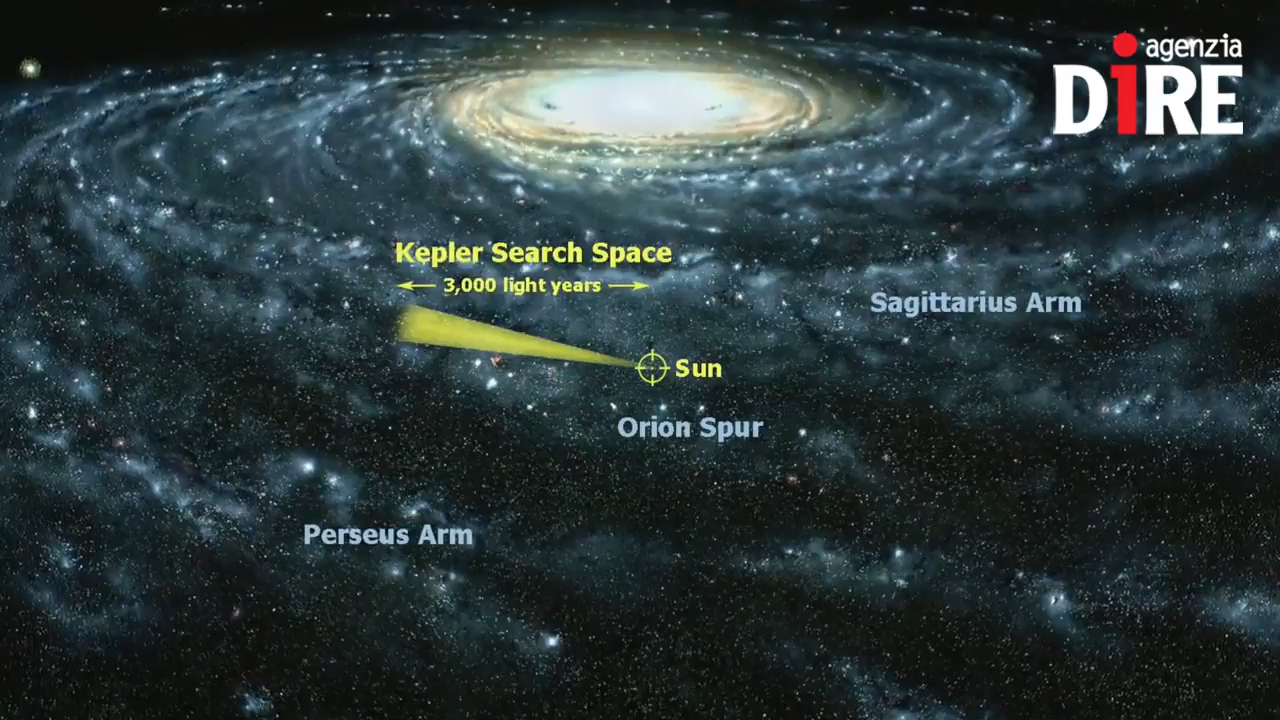 agenzia
DiRE
Kepler Search Space
3,000 light years
Sagittarius Arm
Sun
Orion Spur
Perseus Arm